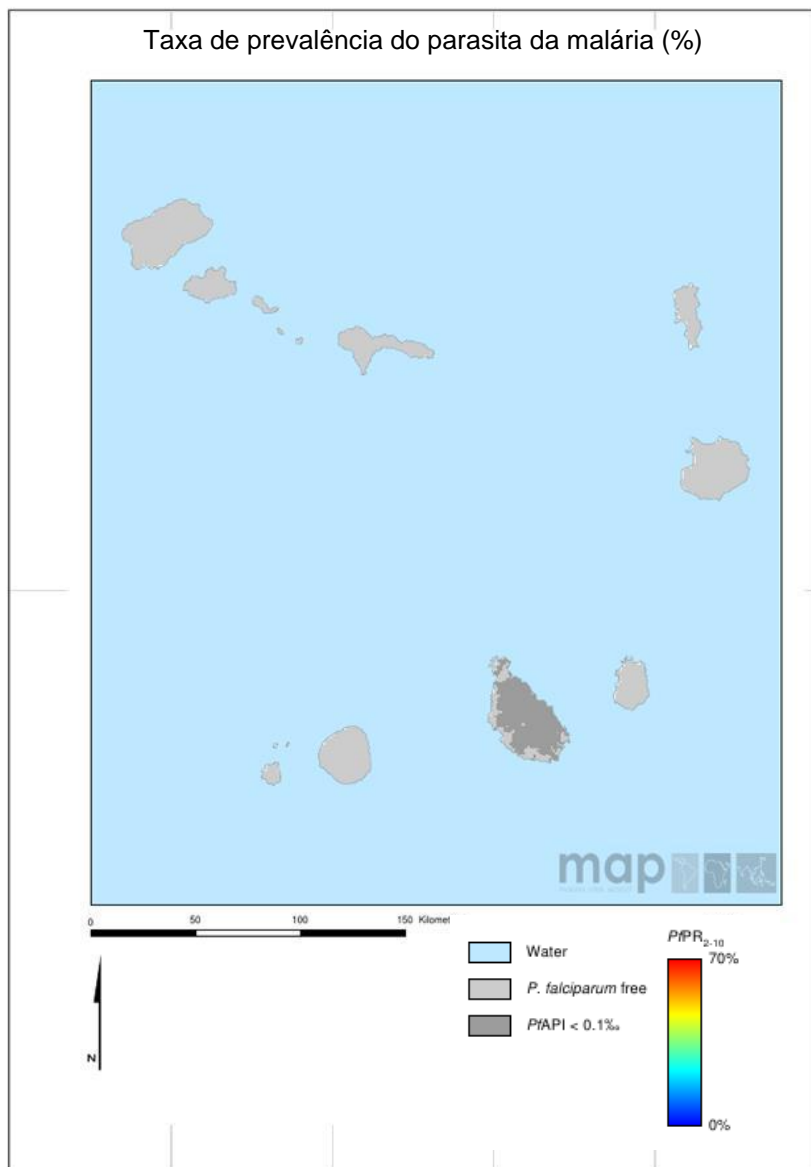 Taxa de prevalência do parasita da malária (%)
map
0 50 100 150 Kilomet
N
Water
P. falciparum free
PfAPI < 0.1‰
PfPR2-10
70%
0%